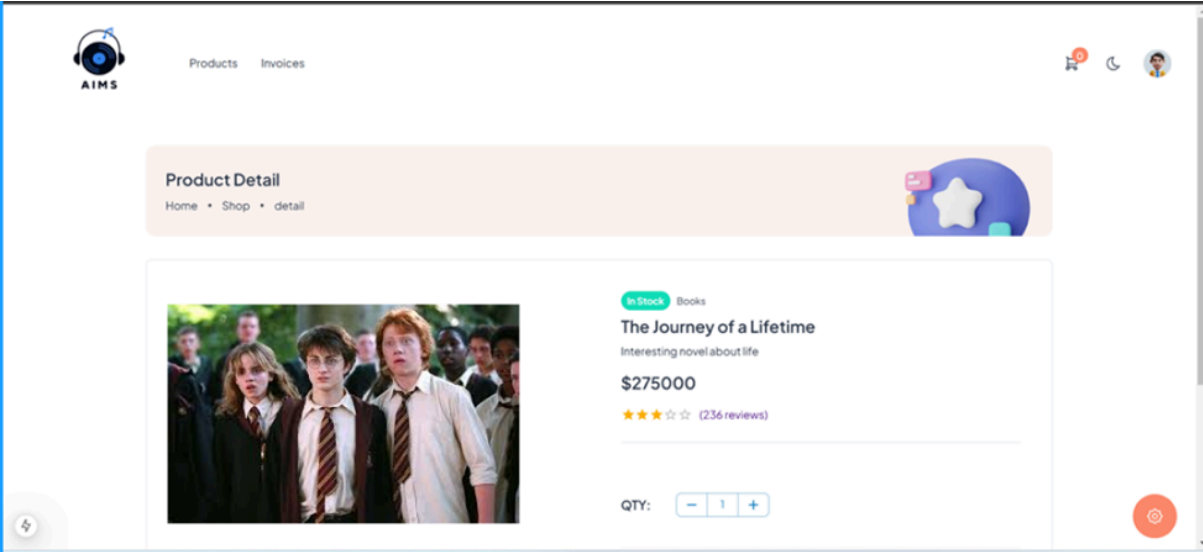 AIMS
Products Invoices
0
Product Detail
Home • Shop • detail
In Stock Books
The Journey of a Lifetime
Interesting novel about life
$275000
(236 reviews)
QTY: − 1 +